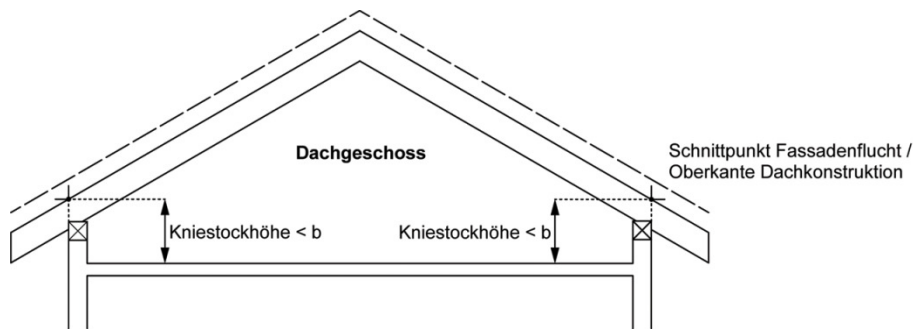 Dachgeschoss
Schnittpunkt Fassadenflucht /
Oberkante Dachkonstruktion
Kniestockhöhe < b
Kniestockhöhe < b